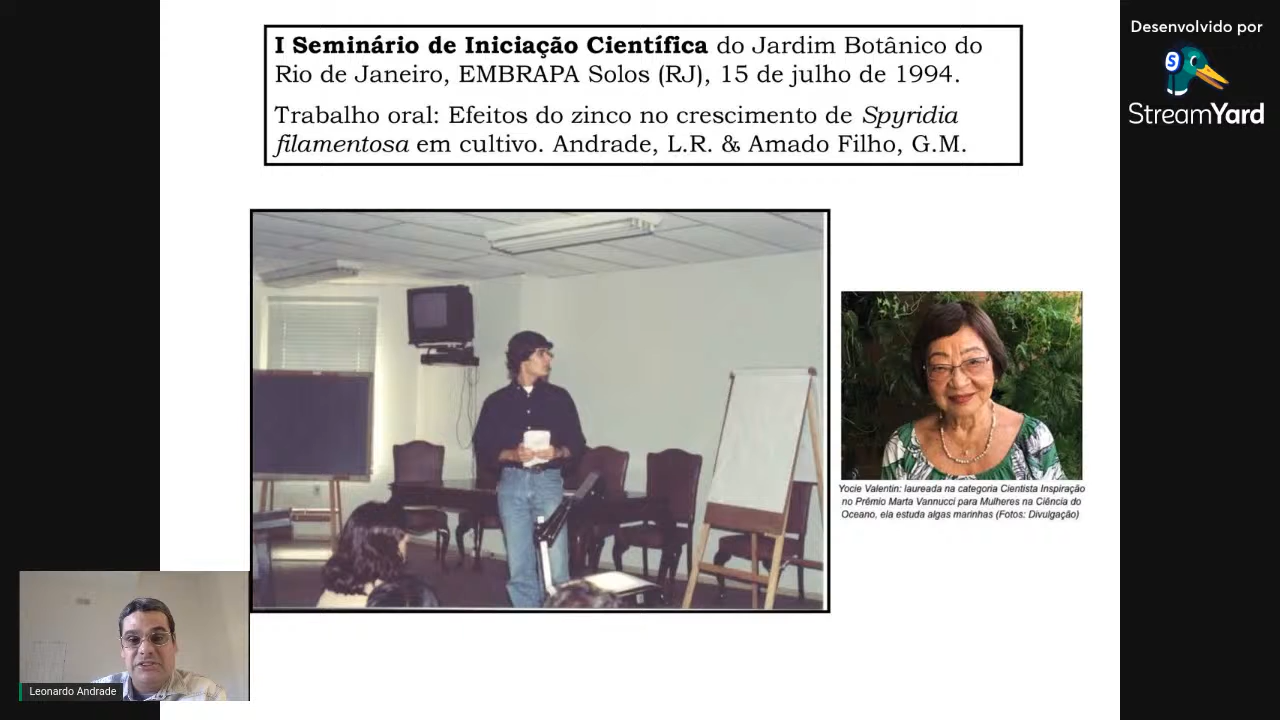 I Seminário de Iniciação Científica do Jardim Botânico do
Rio de Janeiro, EMBRAPA Solos (RJ), 15 de julho de 1994.
Trabalho oral: Efeitos do zinco no crescimento de Spyridia
filamentosa em cultivo. Andrade, L.R. & Amado Filho, G.M.
Desenvolvido por
S
StreamYard
Yocie Valentin: laureada na categoria Cientista Inspiração
no Prêmio Marta Vannucci para Mulheres na Ciência do
Oceano, ela estuda algas marinhas (Fotos: Divulgação)
Leonardo Andrade